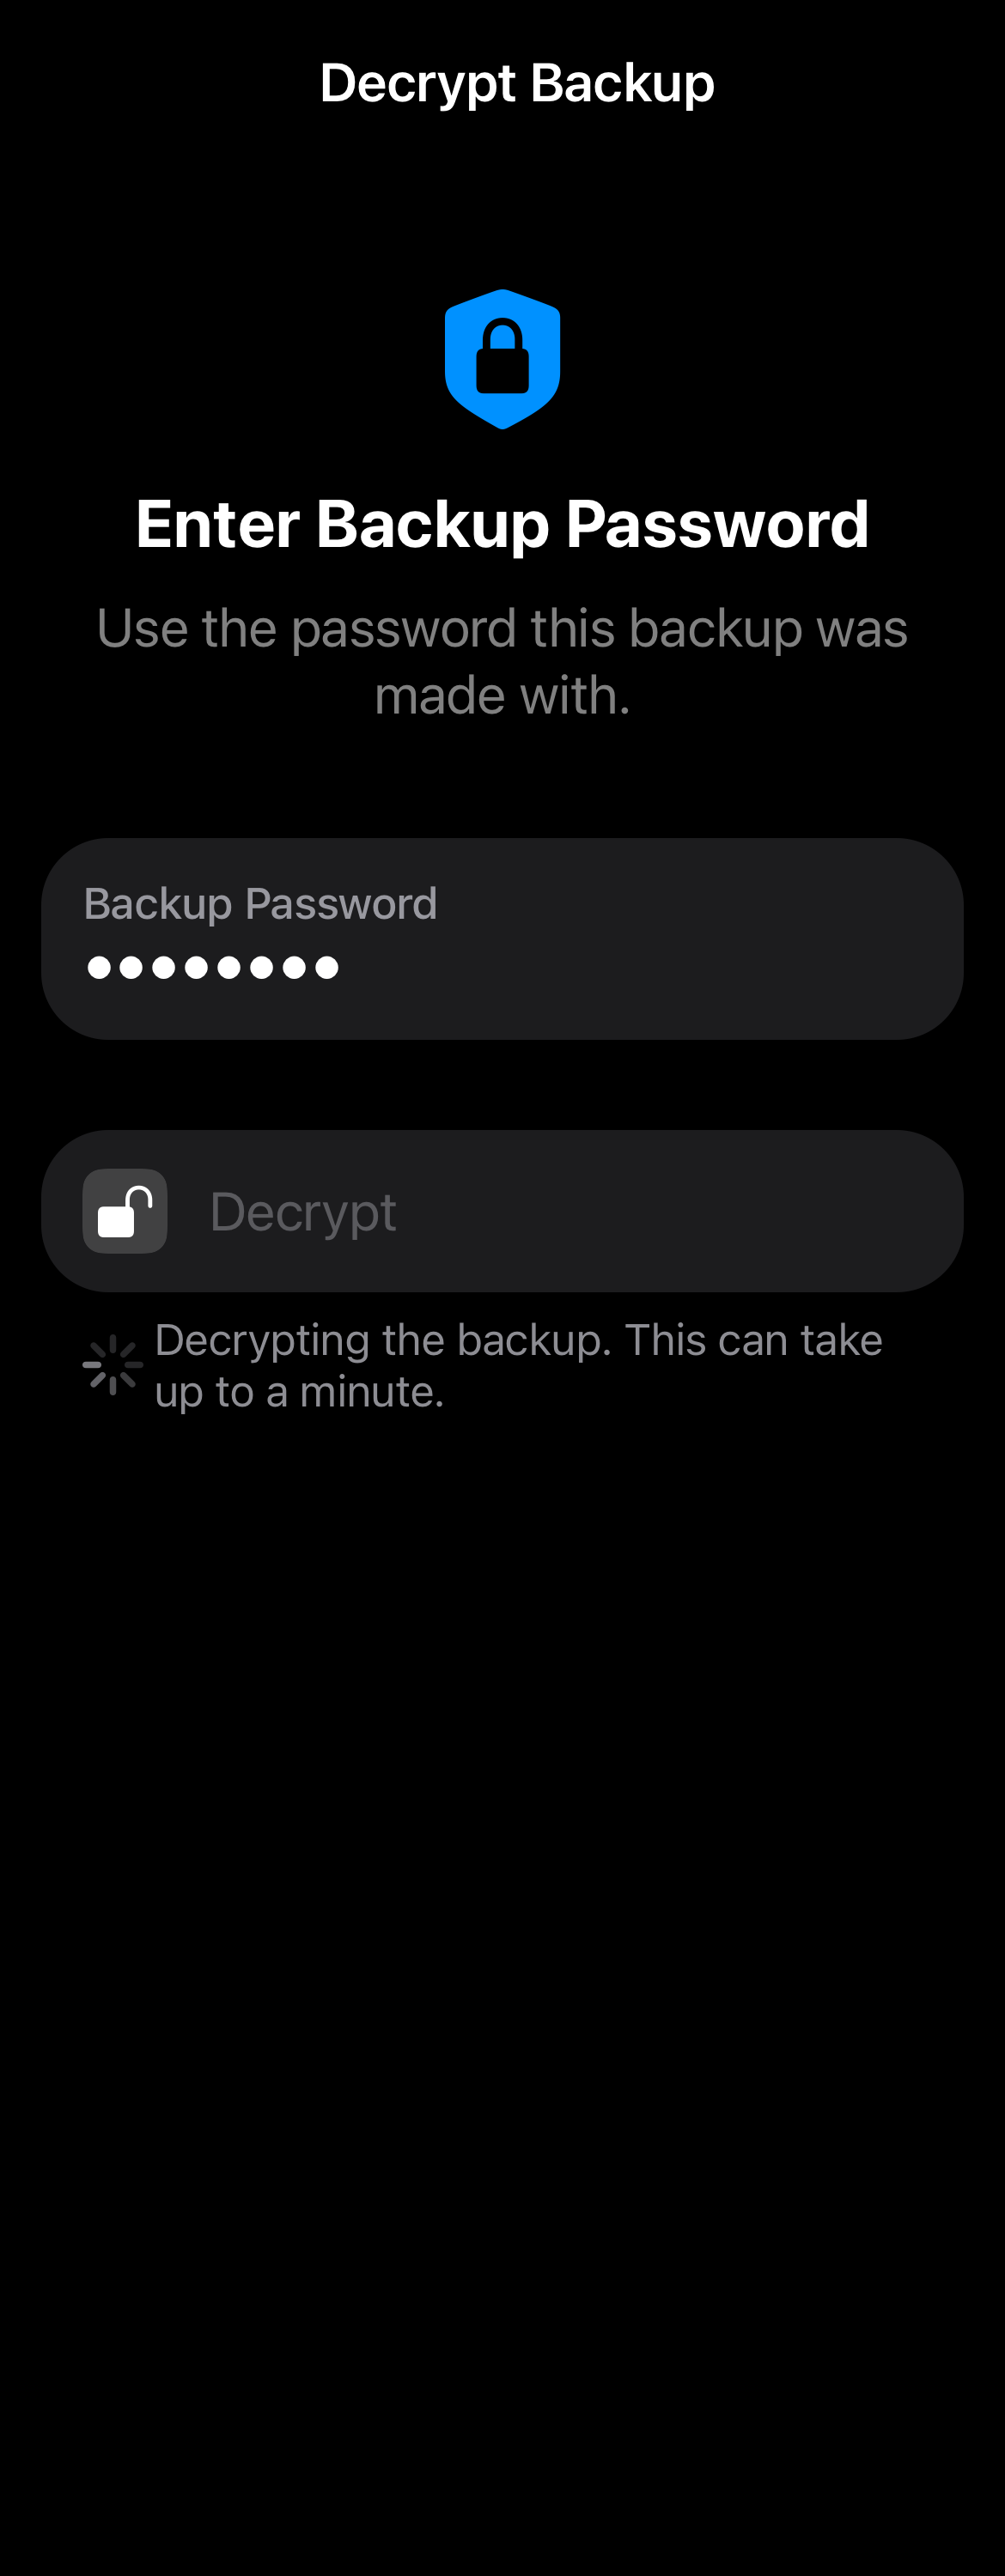 Decrypt Backup
Enter Backup Password
Use the password this backup was
made with.
Backup Password
••••••••
Decrypt
Decrypting the backup. This can take
up to a minute.